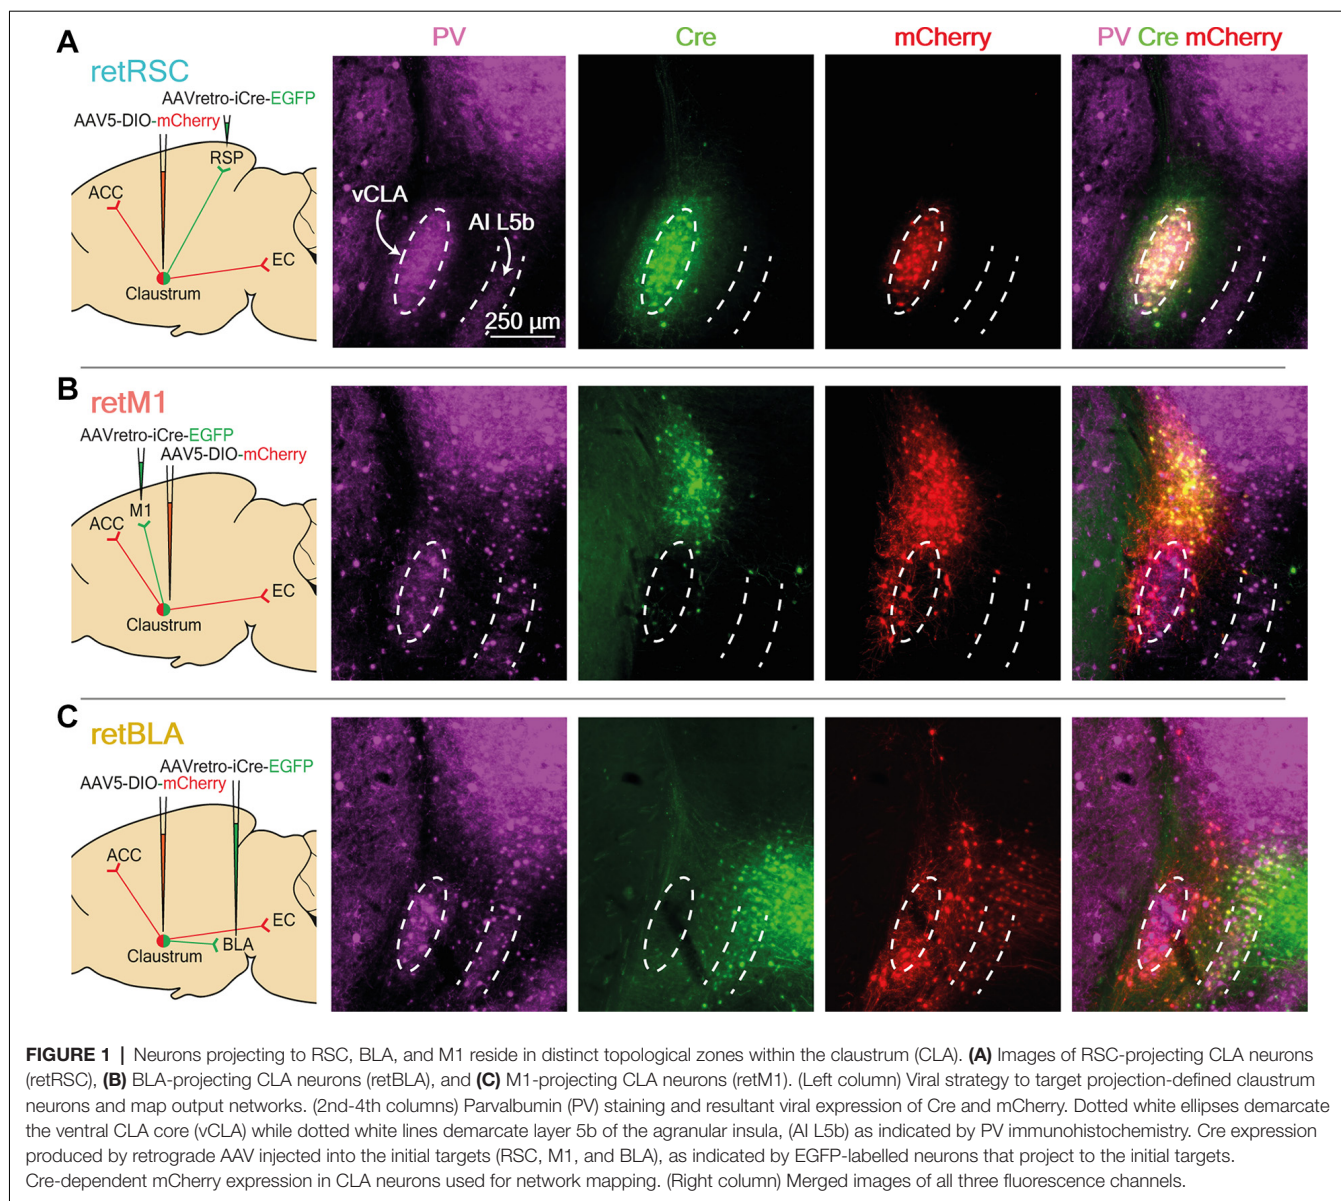 PV Cre mCherry PV Cre mCherry
A
retRSC
AAVretro-iCre-EGFP
AAV5-DIO-mCherry
RSP
ACC
EC
Claustrum
vCLA
AI L5b
250 µm
B
retM1
AAVretro-iCre-EGFP
AAV5-DIO-mCherry
M1
ACC
EC
Claustrum
C
retBLA
AAVretro-iCre-EGFP
AAV5-DIO-mCherry
ACC
EC
BLA
Claustrum
FIGURE 1 | Neurons projecting to RSC, BLA, and M1 reside in distinct topological zones within the claustrum (CLA). (A) Images of RSC-projecting CLA neurons
(retRSC), (B) BLA-projecting CLA neurons (retBLA), and (C) M1-projecting CLA neurons (retM1). (Left column) Viral strategy to target projection-defined claustrum
neurons and map output networks. (2nd-4th columns) Parvalbumin (PV) staining and resultant viral expression of Cre and mCherry. Dotted white ellipses demarcate
the ventral CLA core (vCLA) while dotted white lines demarcate layer 5b of the agranular insula, (AI L5b) as indicated by PV immunohistochemistry. Cre expression
produced by retrograde AAV injected into the initial targets (RSC, M1, and BLA), as indicated by EGFP-labelled neurons that project to the initial targets.
Cre-dependent mCherry expression in CLA neurons used for network mapping. (Right column) Merged images of all three fluorescence channels.